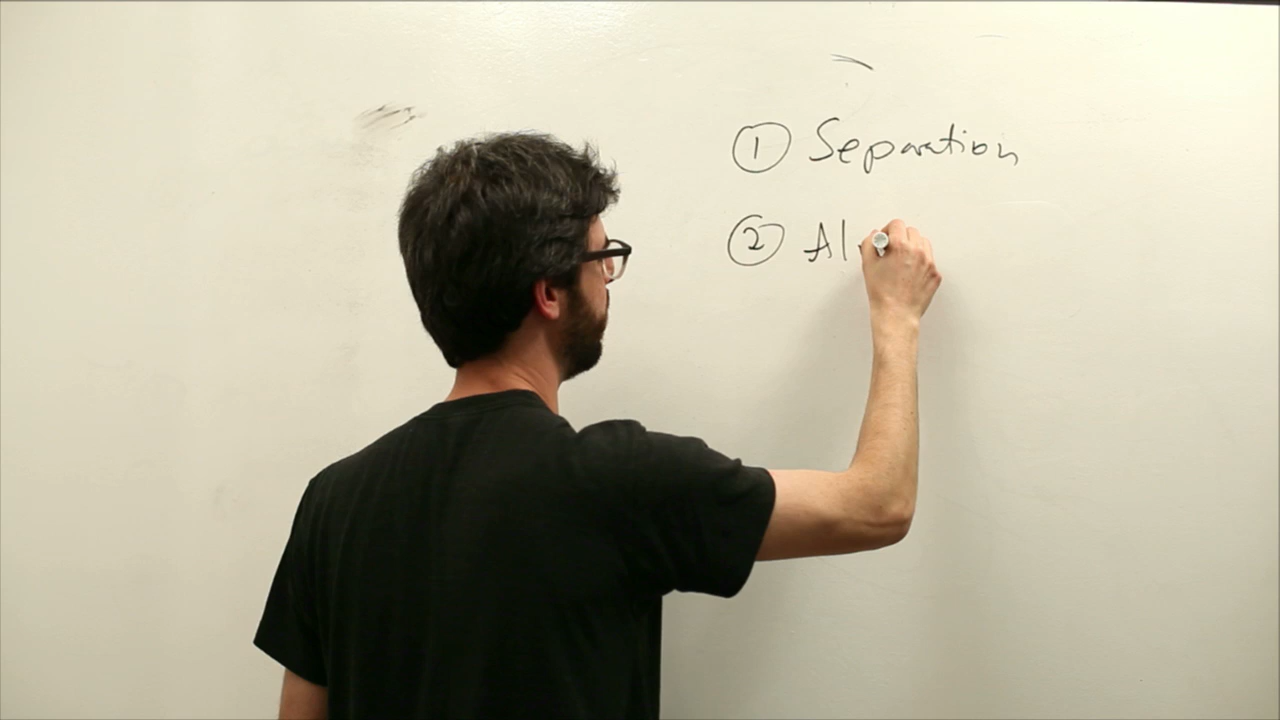 ① Separation
② Al